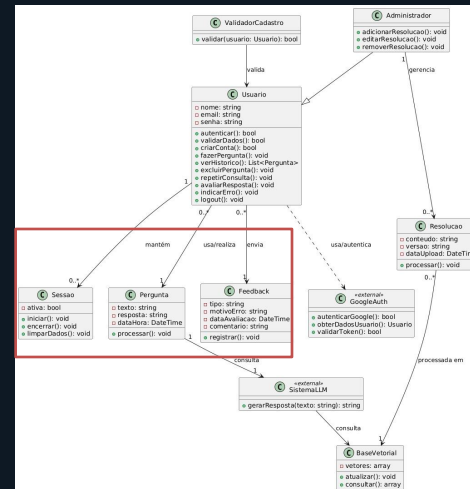 C ValidadorCadastro
validar(usuario: Usuario): bool
C Administrador
adicionarResolucao(): void
editarResolucao(): void
removerResolucao(): void
valida
1
gerencia
C Usuario
nome: string
email: string
senha: string
autenticar(): bool
validarDados(): bool
criarConta(): bool
fazerPergunta(): void
verHistorico(): List<Pergunta>
excluirPergunta(): void
repetirConsulta(): void
avaliarResposta(): void
indicarErro(): void
logout(): void
1
0..*
0..*
0..*
mantém
usa/realiza
envia
usa/autentica
C Resolucao
conteudo: string
versao: string
dataUpload: DateTim
processar(): void
0..*
0..*
1
1
C Sessao
ativa: bool
iniciar(): void
encerrar(): void
limparDados(): void
C Pergunta
texto: string
resposta: string
dataHora: DateTime
processar(): void
C Feedback
tipo: string
motivoErro: string
dataAvaliacao: DateTime
comentario: string
registrar(): void
C «external»
GoogleAuth
autenticarGoogle(): bool
obterDadosUsuario(): Usuario
validarToken(): bool
1
consulta
1
processada em
C «external»
SistemaLLM
gerarResposta(texto: string): string
consulta
1
1
C BaseVetorial
vetores: array
atualizar(): void
consultar(): array